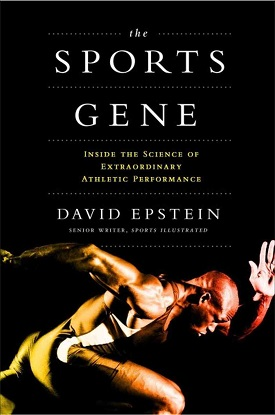 the
SPORTS
GENE
INSIDE THE SCIENCE OF
EXTRAORDINARY
ATHLETIC PERFORMANCE
DAVID EPSTEIN
SENIOR WRITER, SPORTS ILLUSTRATED